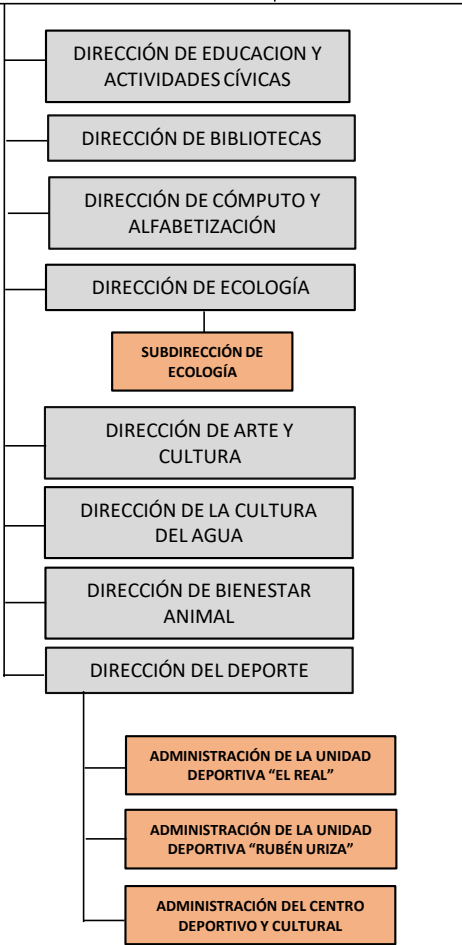 DIRECCIÓN DE EDUCACION Y
ACTIVIDADES CÍVICAS
DIRECCIÓN DE BIBLIOTECAS
DIRECCIÓN DE CÓMPUTO Y
ALFABETIZACIÓN
DIRECCIÓN DE ECOLOGÍA
SUBDIRECCIÓN DE
ECOLOGÍA
DIRECCIÓN DE ARTE Y
CULTURA
DIRECCIÓN DE LA CULTURA
DEL AGUA
DIRECCIÓN DE BIENESTAR
ANIMAL
DIRECCIÓN DEL DEPORTE
ADMINISTRACIÓN DE LA UNIDAD
DEPORTIVA “EL REAL”
ADMINISTRACIÓN DE LA UNIDAD
DEPORTIVA “RUBÉN URIZA”
ADMINISTRACIÓN DEL CENTRO
DEPORTIVO Y CULTURAL